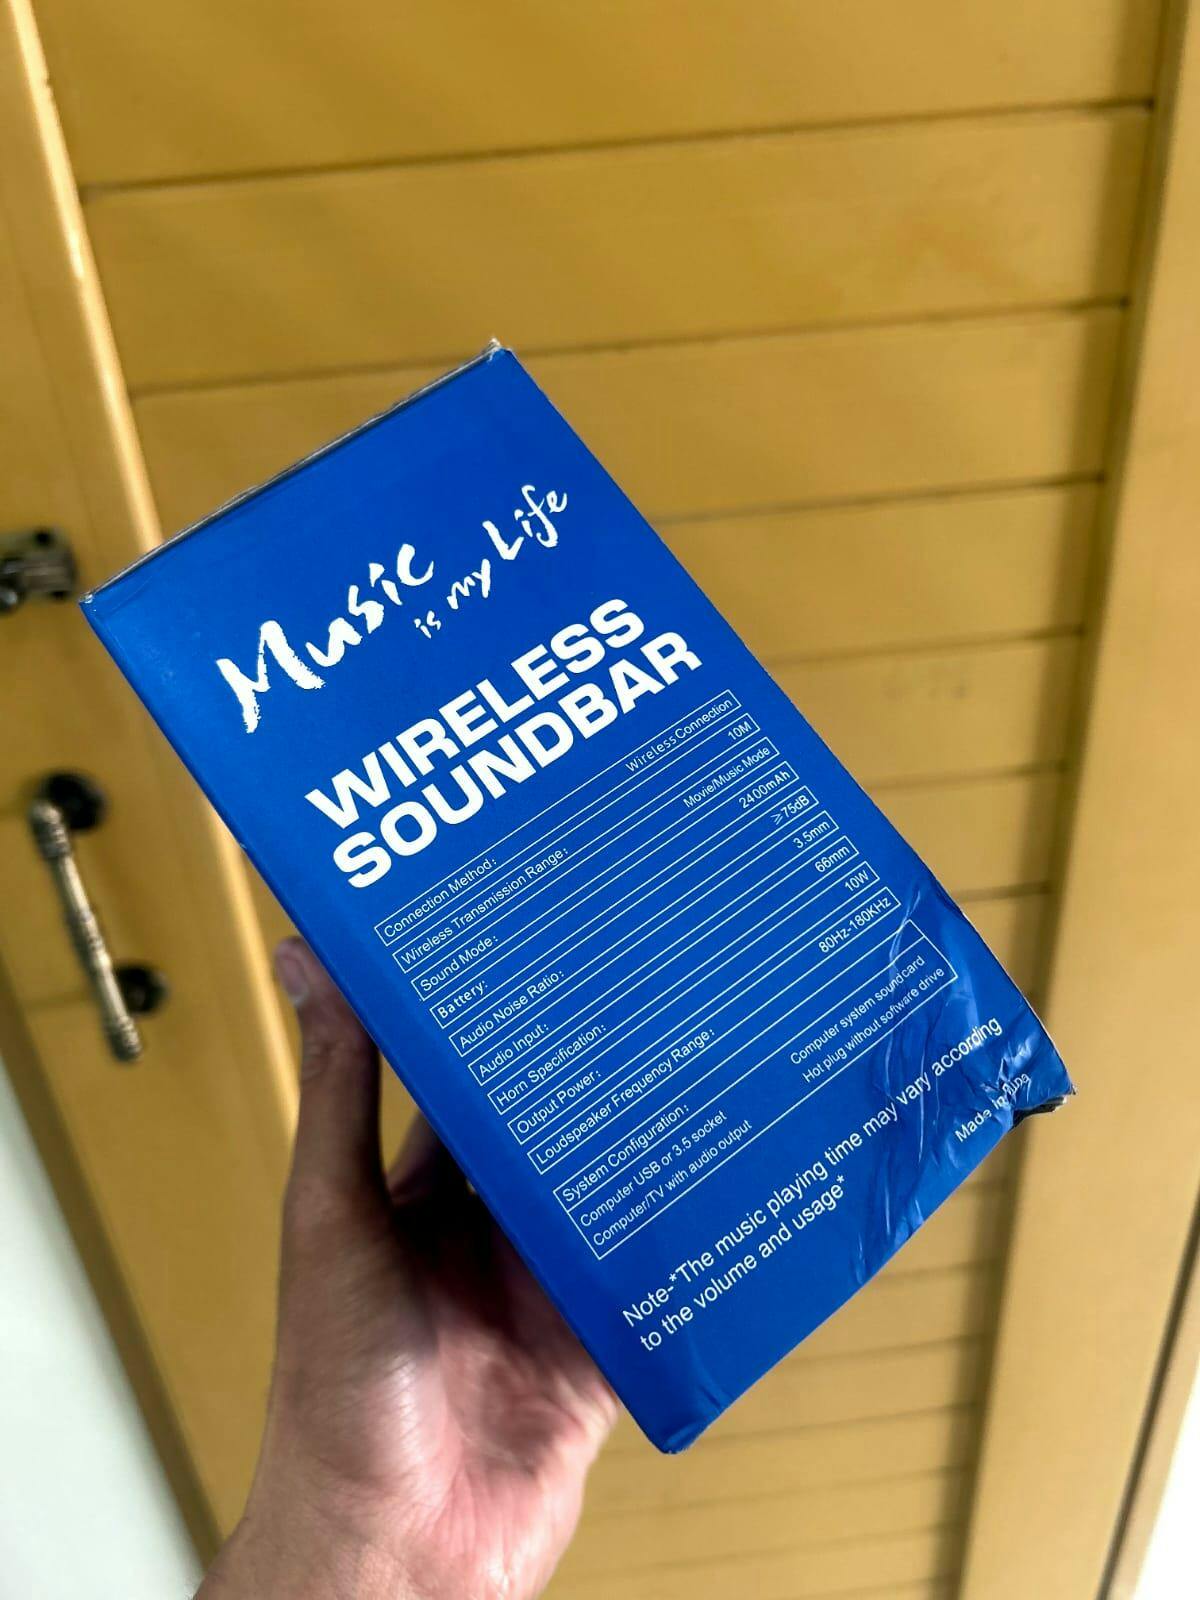 Music
is my Life
WIRELESS
SOUNDBAR
Connection Method: Wireless Connection
Wireless Transmission Range: 10M
Sound Mode: Movie/Music Mode
Battery: 2400mAh
Audio Noise Ratio: ≥75dB
Audio Input: 3.5mm
Horn Specification: 66mm
Output Power: 10W
Loudspeaker Frequency Range: 80Hz-180KHz
System Configuration:
Computer USB or 3.5 socket Computer system soundcard
Computer/TV with audio output Hot plug without software drive
Note-*The music playing time may vary according
to the volume and usage*
Made in